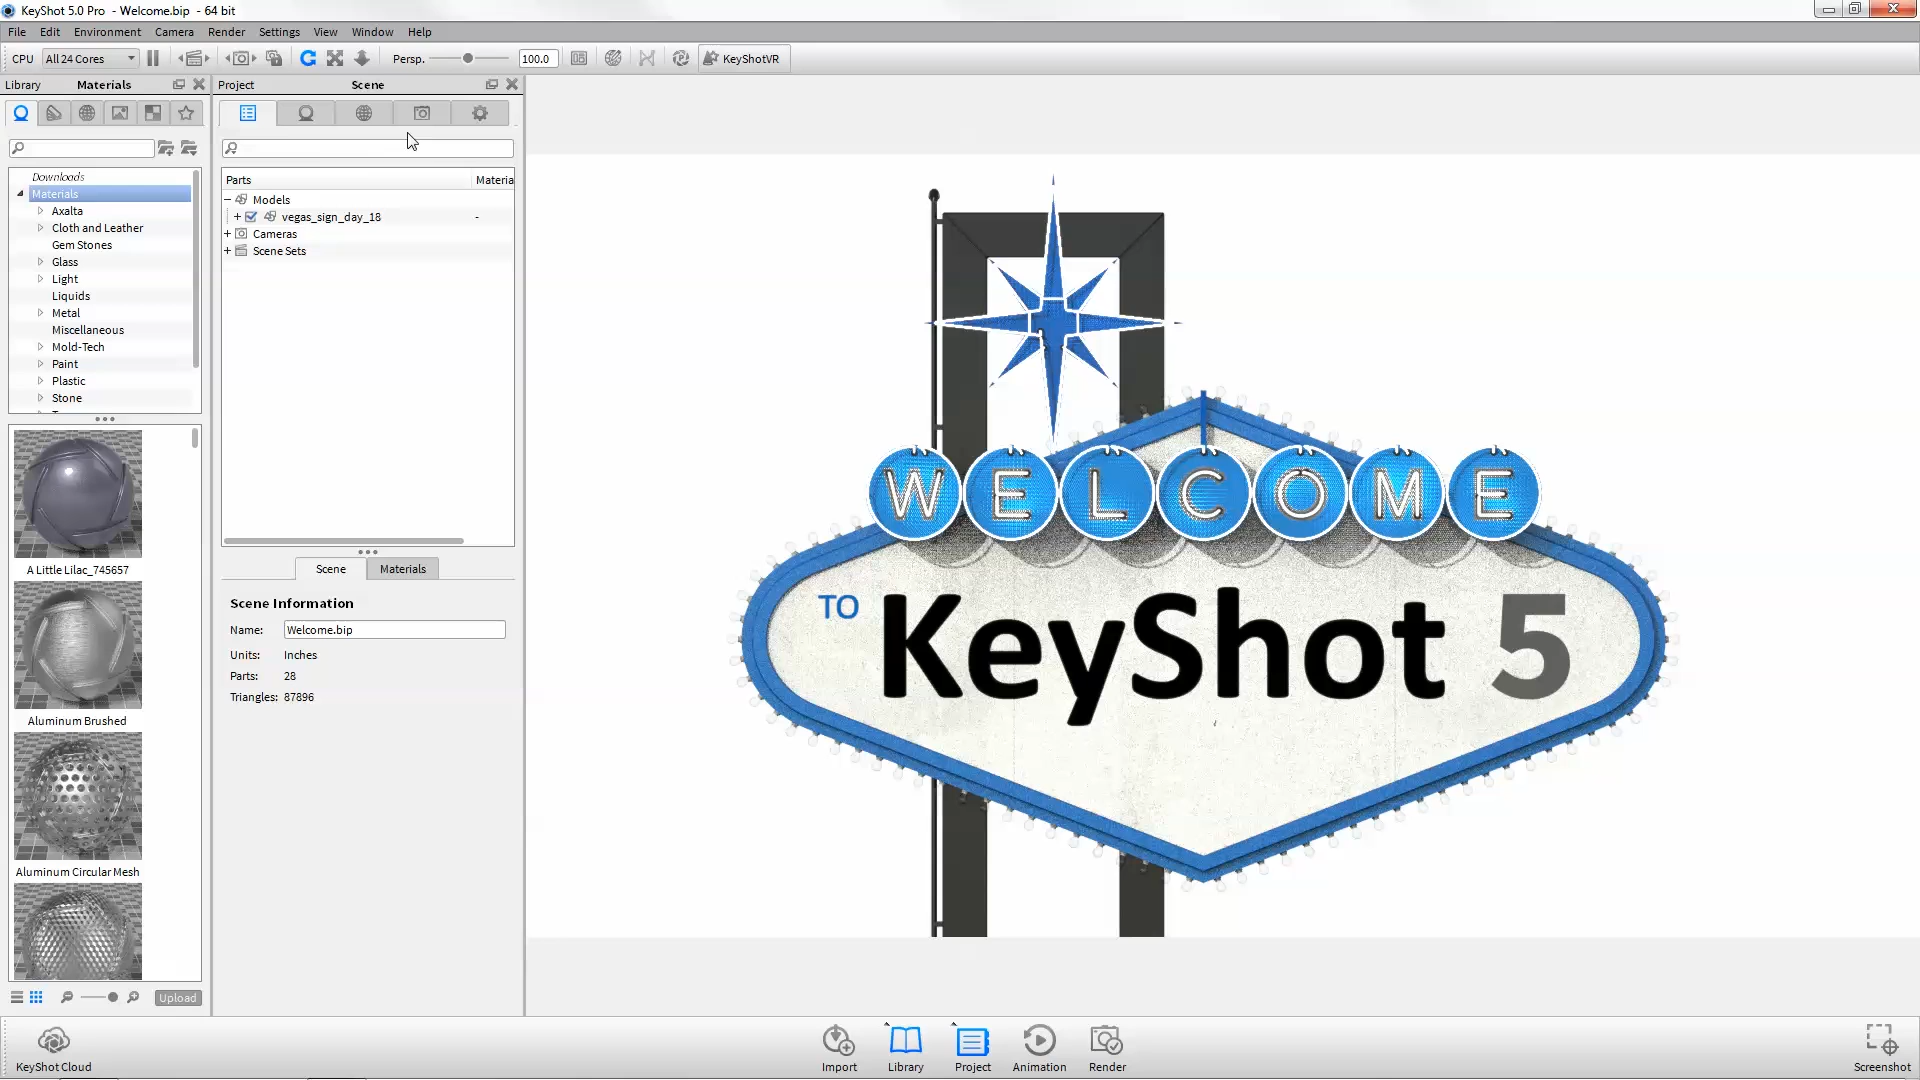 KeyShot 5.0 Pro - Welcome.bip - 64 bit
File Edit Environment Camera Render Settings View Window Help
CPU All 24 Cores Persp. 100.0 KeyShotVR
Library Materials
Downloads
Materials
Axalta
Cloth and Leather
Gem Stones
Glass
Light
Liquids
Metal
Miscellaneous
Mold-Tech
Paint
Plastic
Stone
A Little Lilac_745657
Aluminum Brushed
Aluminum Circular Mesh
Upload
Project Scene
Parts Materia
Models
vegas_sign_day_18 -
Cameras
Scene Sets
Scene Materials
Scene Information
Name: Welcome.bip
Units: Inches
Parts: 28
Triangles: 87896
WELCOME
TO KeyShot 5
KeyShot Cloud Import Library Project Animation Render Screenshot